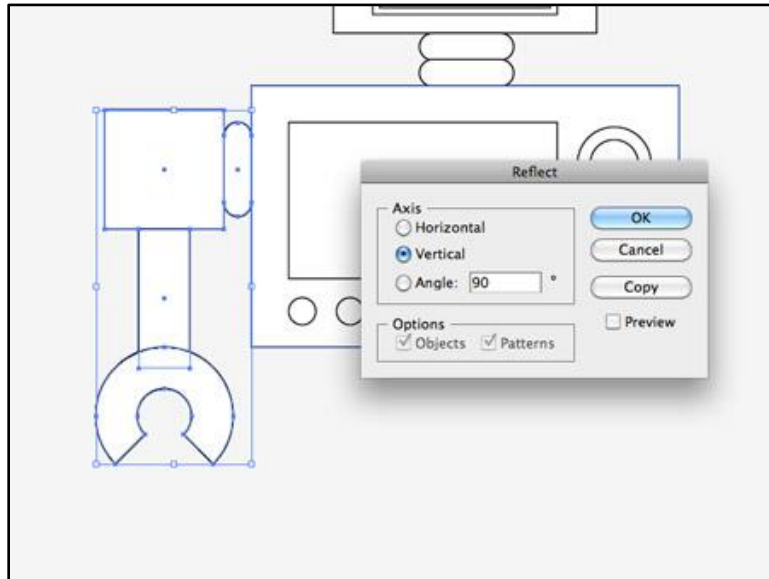 Reflect
Axis
Horizontal
Vertical
Angle: 90 °
Options
Objects Patterns
OK
Cancel
Copy
Preview